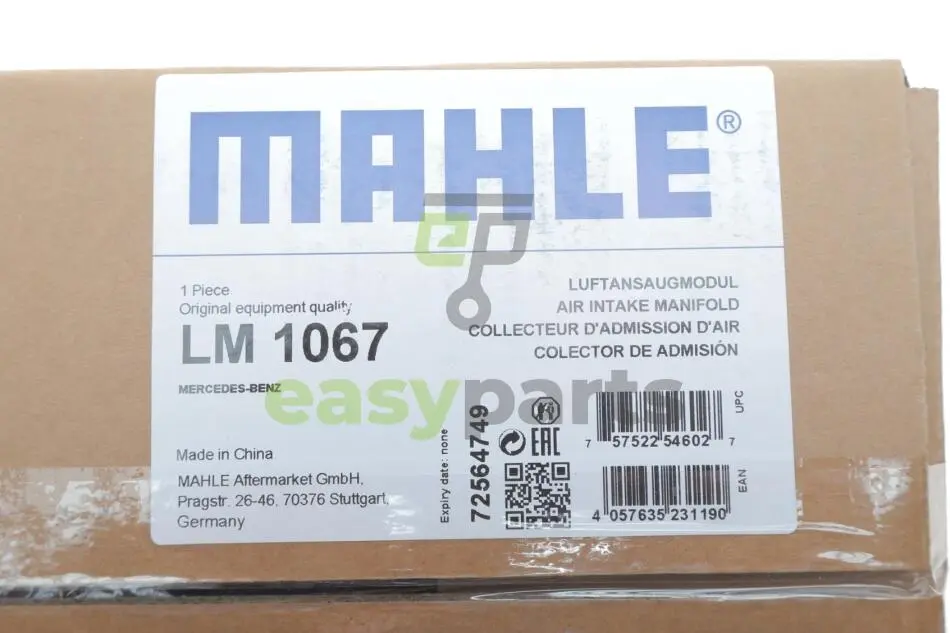 MAHLE®
1 Piece
Original equipment quality
LM 1067
MERCEDES-BENZ
LUFTANSAUGMODUL
AIR INTAKE MANIFOLD
COLLECTEUR D'ADMISSION D'AIR
COLECTOR DE ADMISIÓN
ep
easyparts
Made in China
MAHLE Aftermarket GmbH,
Pragstr. 26-46, 70376 Stuttgart,
Germany
Expiry date: none
72564749
EAC
7 57522 54602 7
UPC
4 057635 231190
EAN